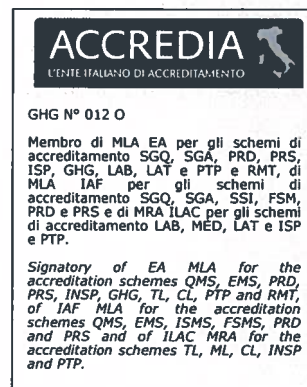 ACCREDIA
L'ENTE ITALIANO DI ACCREDITAMENTO
GHG N° 012 O
Membro di MLA EA per gli schemi di
accreditamento SGQ, SGA, PRD, PRS,
ISP, GHG, LAB, LAT e PTP e RMT, di
MLA IAF per gli schemi di
accreditamento SGQ, SGA, SSI, FSM,
PRD e PRS e di MRA ILAC per gli schemi
di accreditamento LAB, MED, LAT e ISP
e PTP.
Signatory of EA MLA for the
accreditation schemes QMS, EMS, PRD,
PRS, INSP, GHG, TL, CL, PTP and RMT,
of IAF MLA for the accreditation
schemes QMS, EMS, ISMS, FSMS, PRD
and PRS and of ILAC MRA for the
accreditation schemes TL, ML, CL, INSP
and PTP.